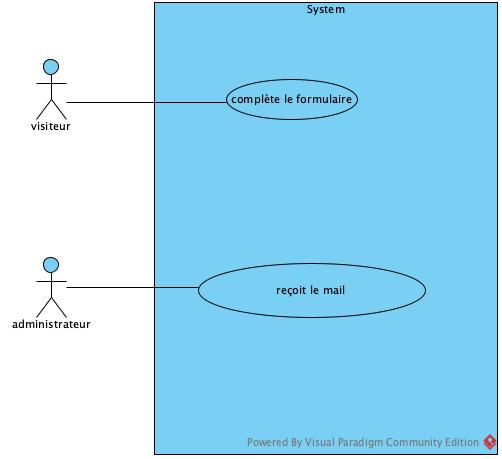 System
complète le formulaire
visiteur
reçoit le mail
administrateur
Powered By Visual Paradigm Community Edition